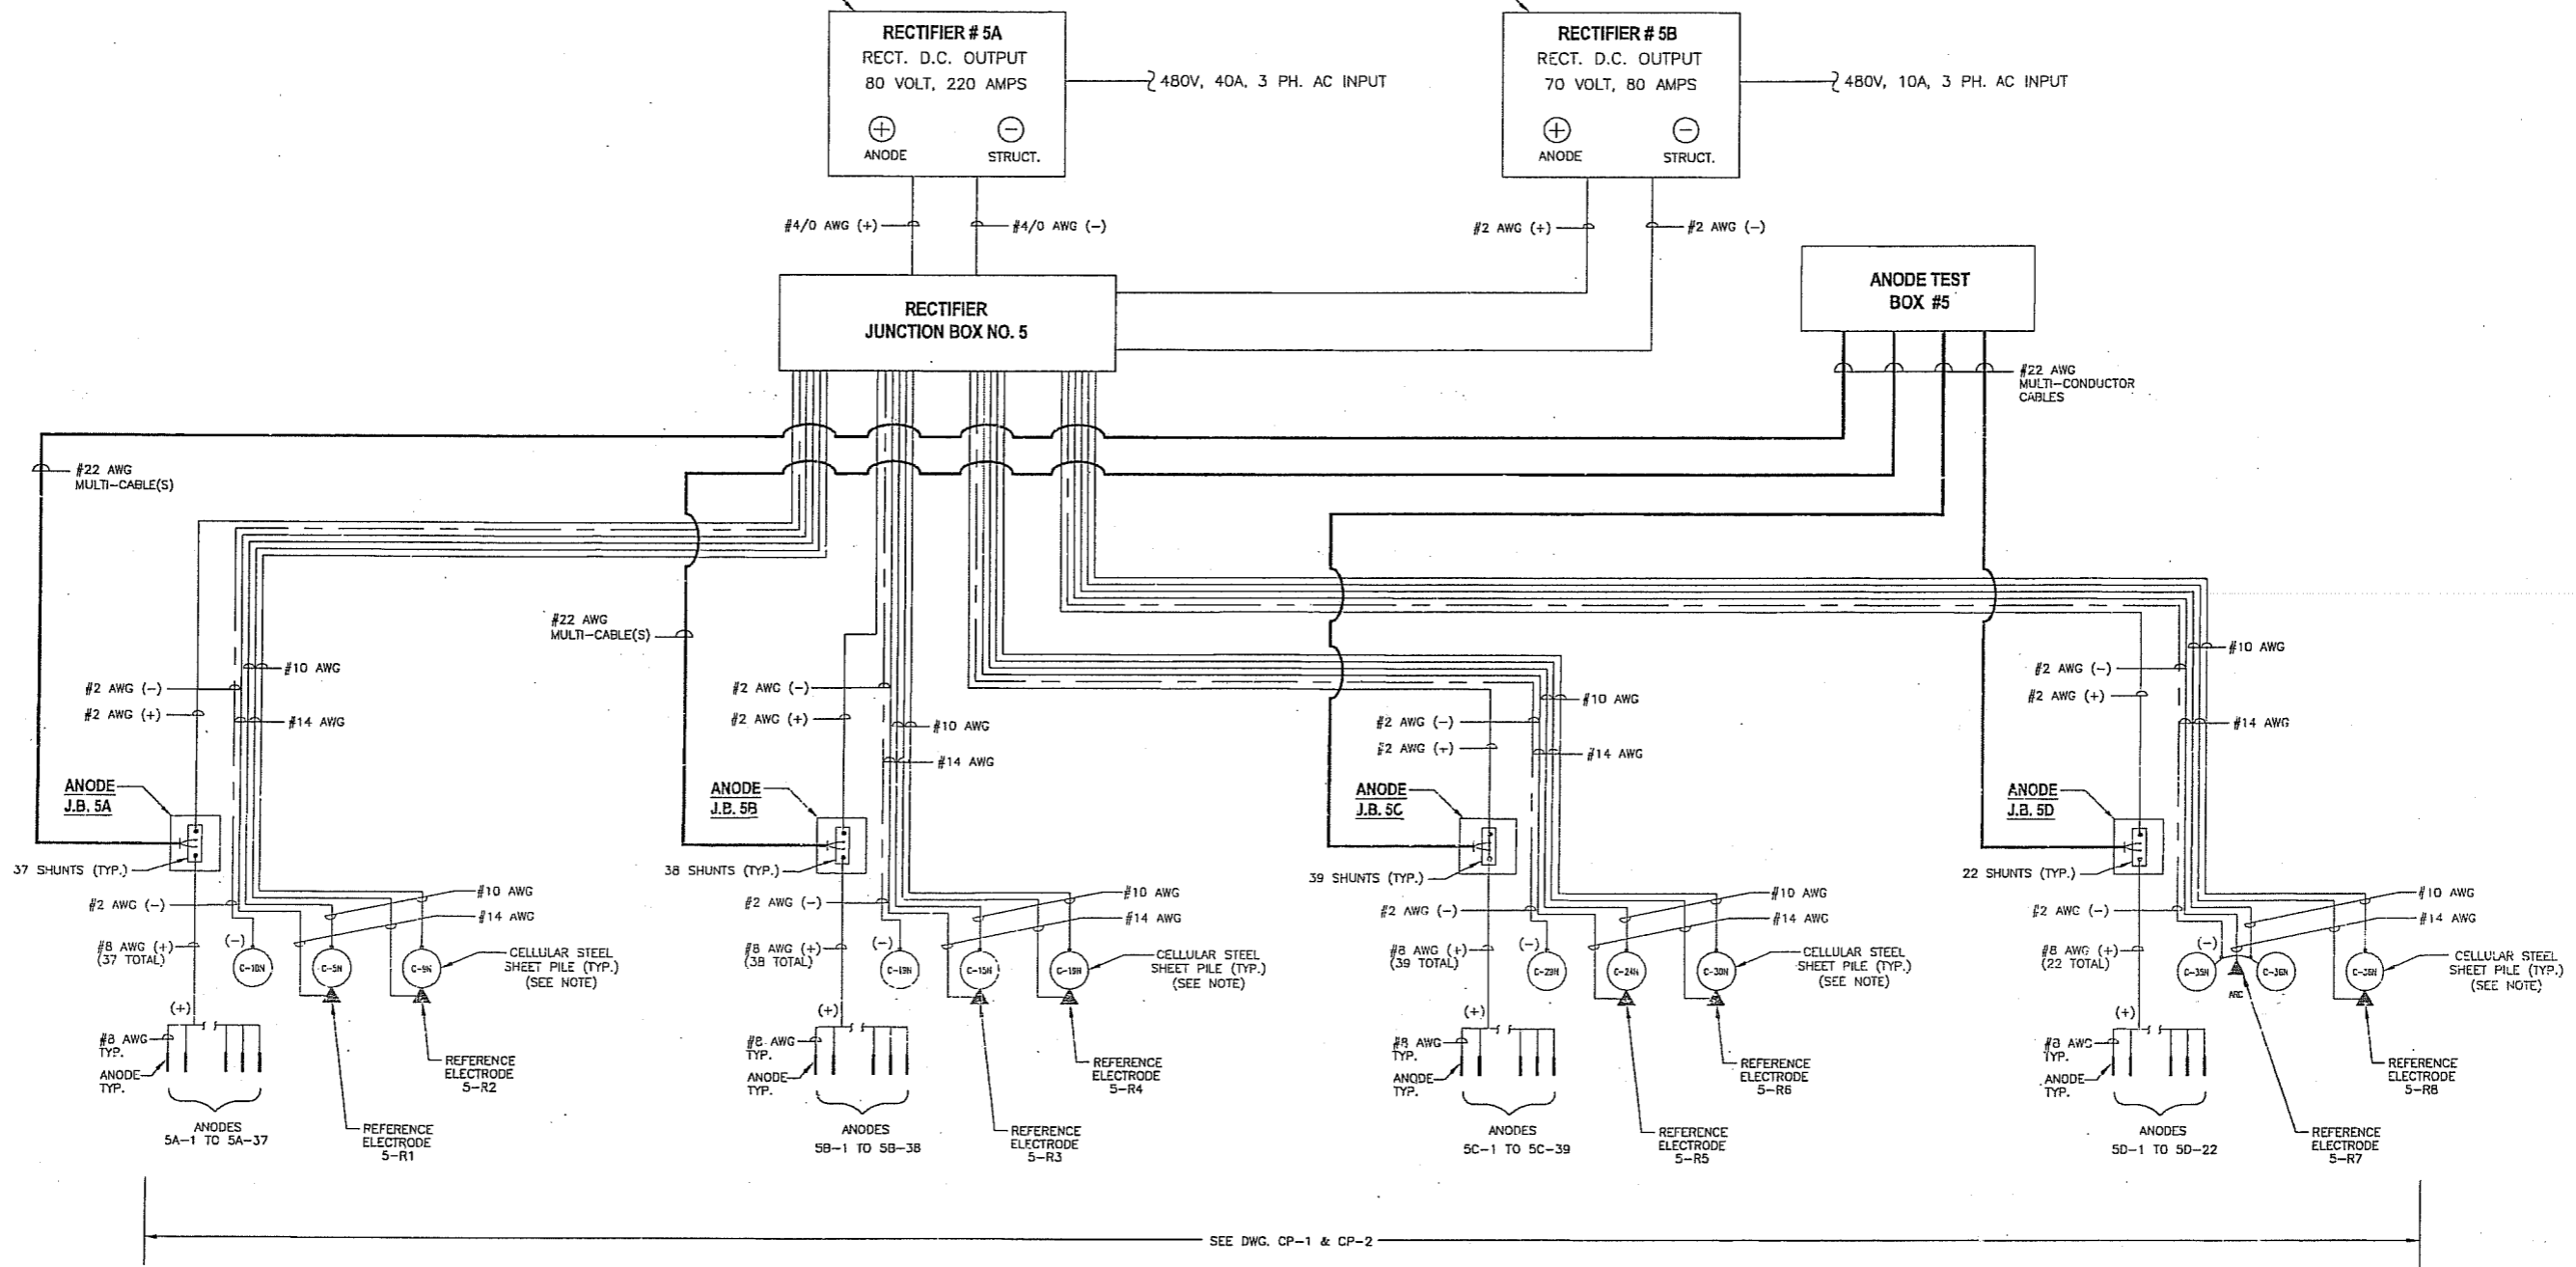 RECTIFIER # 5A
RECT. D.C. OUTPUT
80 VOLT, 220 AMPS
ANODE
STRUCT.
480V, 40A, 3 PH. AC INPUT
RECTIFIER # 5B
RECT. D.C. OUTPUT
70 VOLT, 80 AMPS
ANODE
STRUCT.
480V, 10A, 3 PH. AC INPUT
#4/0 AWG (+)
#4/0 AWG (-)
#2 AWG (+)
#2 AWG (-)
RECTIFIER
JUNCTION BOX NO. 5
ANODE TEST
BOX #5
#22 AWG
MULTI-CONDUCTOR
CABLES
#22 AWG
MULTI-CABLE(S)
#22 AWG
MULTI-CABLE(S)
#10 AWG
#2 AWG (-)
#2 AWG (+)
#14 AWG
ANODE
J.B. 5A
37 SHUNTS (TYP.)
#2 AWG (-)
#8 AWG (+)
(37 TOTAL)
(-)
#10 AWG
#14 AWG
C-10N
C-5N
C-9N
CELLULAR STEEL
SHEET PILE (TYP.)
(SEE NOTE)
(+)
#8 AWG
TYP.
ANODE
TYP.
ANODES
5A-1 TO 5A-37
REFERENCE
ELECTRODE
5-R2
REFERENCE
ELECTRODE
5-R1
#2 AWG (-)
#2 AWG (+)
#10 AWG
#14 AWG
ANODE
J.B. 5B
38 SHUNTS (TYP.)
#2 AWG (-)
#8 AWG (+)
(38 TOTAL)
(-)
#10 AWG
#14 AWG
C-15N
C-19N
CELLULAR STEEL
SHEET PILE (TYP.)
(SEE NOTE)
(+)
#8 AWG
TYP.
ANODE
TYP.
ANODES
5B-1 TO 5B-38
REFERENCE
ELECTRODE
5-R4
REFERENCE
ELECTRODE
5-R3
#10 AWG
#2 AWG (-)
#2 AWG (+)
#14 AWG
ANODE
J.B. 5C
39 SHUNTS (TYP.)
#2 AWG (-)
#8 AWG (+)
(39 TOTAL)
(-)
#10 AWG
#14 AWG
C-29N
C-24N
C-30N
CELLULAR STEEL
SHEET PILE (TYP.)
(SEE NOTE)
(+)
#8 AWG
TYP.
ANODE
TYP.
ANODES
5C-1 TO 5C-39
REFERENCE
ELECTRODE
5-R6
REFERENCE
ELECTRODE
5-R5
#10 AWG
#2 AWG (-)
#2 AWG (+)
#14 AWG
ANODE
J.B. 5D
22 SHUNTS (TYP.)
#2 AWG (-)
#8 AWG (+)
(22 TOTAL)
(-)
#10 AWG
#14 AWG
C-35N
ARC
C-36N
CELLULAR STEEL
SHEET PILE (TYP.)
(SEE NOTE)
(+)
#8 AWG
TYP.
ANODE
TYP.
ANODES
5D-1 TO 5D-22
REFERENCE
ELECTRODE
5-R8
REFERENCE
ELECTRODE
5-R7
SEE DWG. CP-1 & CP-2